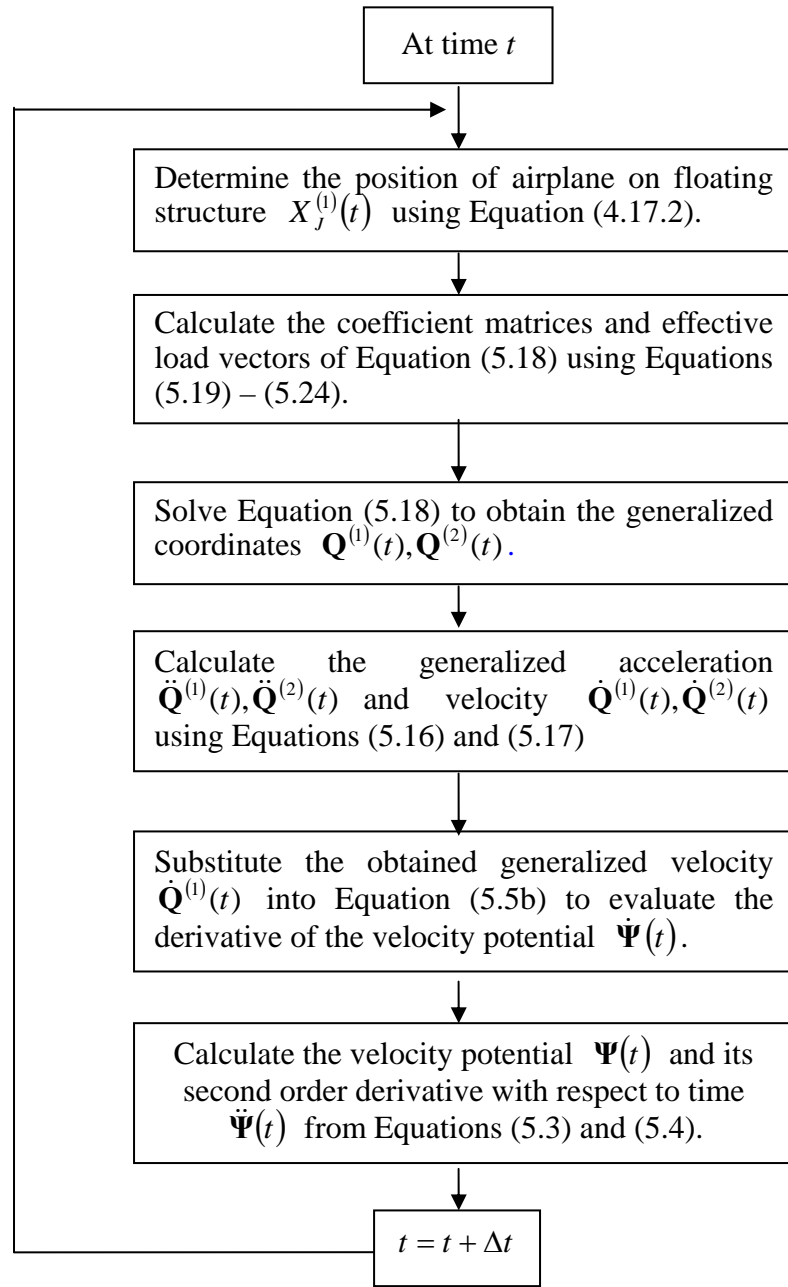 At time t
Determine the position of airplane on floating
structure X_J^{(1)}(t) using Equation (4.17.2).
Calculate the coefficient matrices and effective
load vectors of Equation (5.18) using Equations
(5.19) – (5.24).
Solve Equation (5.18) to obtain the generalized
coordinates Q^{(1)}(t), Q^{(2)}(t).
Calculate the generalized acceleration
Q̈^{(1)}(t), Q̈^{(2)}(t) and velocity Q̇^{(1)}(t), Q̇^{(2)}(t)
using Equations (5.16) and (5.17)
Substitute the obtained generalized velocity
Q̇^{(1)}(t) into Equation (5.5b) to evaluate the
derivative of the velocity potential Ψ̇(t).
Calculate the velocity potential Ψ(t) and its
second order derivative with respect to time
Ψ̈(t) from Equations (5.3) and (5.4).
t = t + Δt